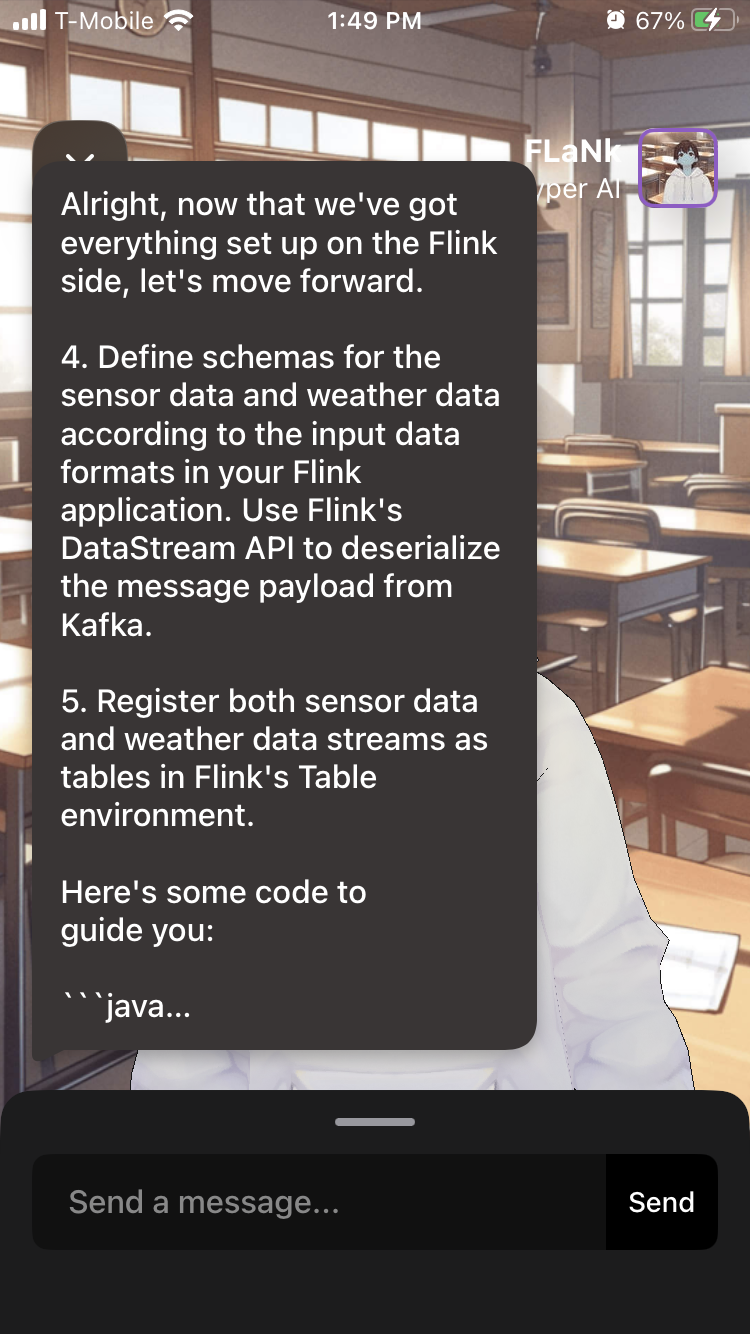 T-Mobile 1:49 PM 67%
FLaNk
yper AI
Alright, now that we've got
everything set up on the Flink
side, let's move forward.
4. Define schemas for the
sensor data and weather data
according to the input data
formats in your Flink
application. Use Flink's
DataStream API to deserialize
the message payload from
Kafka.
5. Register both sensor data
and weather data streams as
tables in Flink's Table
environment.
Here's some code to
guide you:
```java...
Send a message...
Send